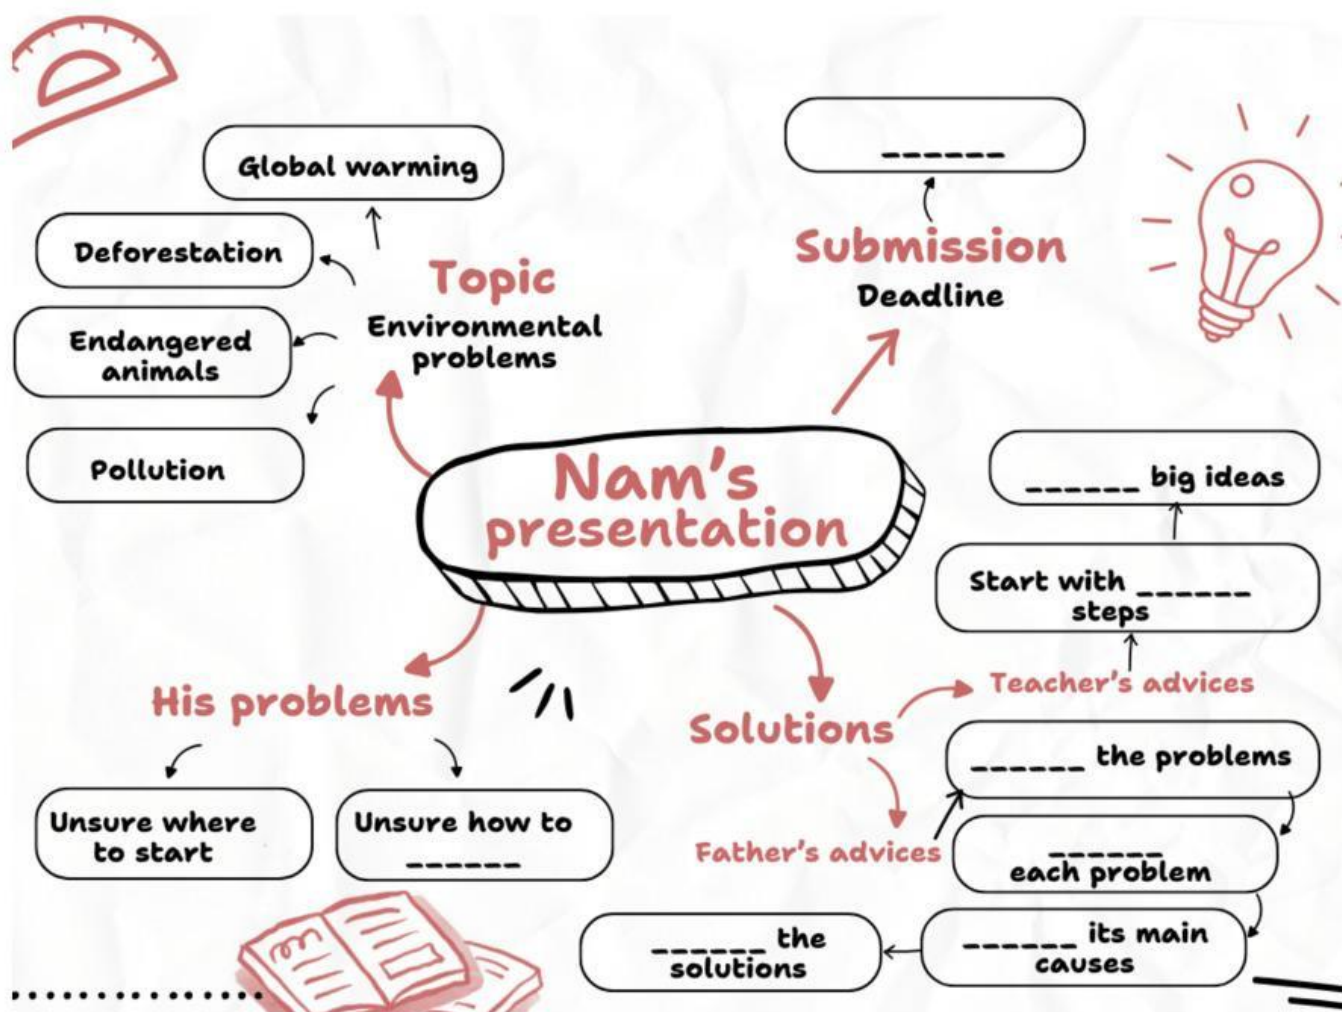 Nam's
presentation
Topic
Environmental
problems
Global warming
Deforestation
Endangered
animals
Pollution
Submission
Deadline
______
His problems
Unsure where
to start
Unsure how to
______
Solutions
Teacher's advices
Start with ______
steps
______ big ideas
Father's advices
______ the problems
______
each problem
______ its main
causes
______ the
solutions